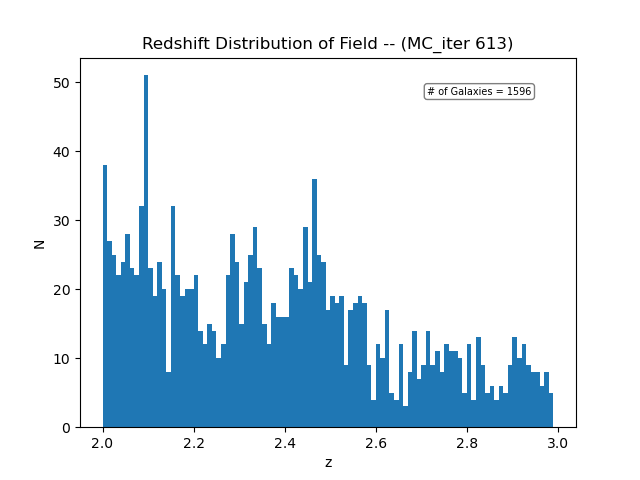 Redshift Distribution of Field -- (MC_iter 613)
# of Galaxies = 1596
N
50
40
30
20
10
0
2.0 2.2 2.4 2.6 2.8 3.0
z